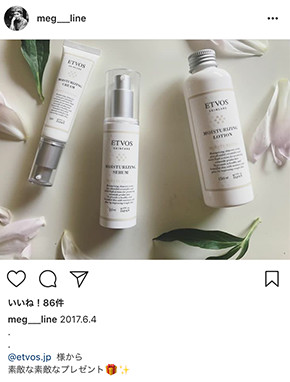 meg___line
ETVOS
SKINCARE
MOISTURIZING
CREAM
ETVOS
SKINCARE
MOISTURIZING
SERUM
ETVOS
SKINCARE
MOISTURIZING
LOTION
いいね！86件
meg___line 2017.6.4
.
.
@etvos.jp 様から
素敵な素敵なプレゼント🎁✨